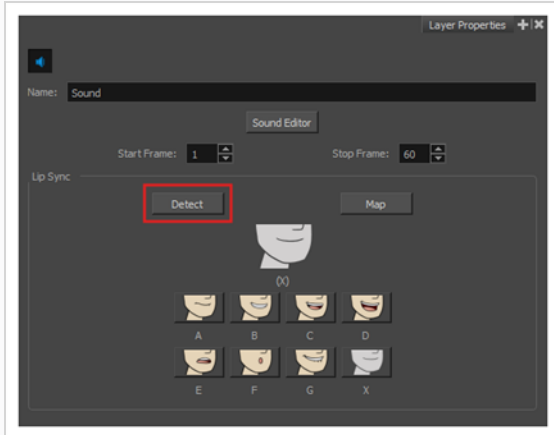 Layer Properties
Name: Sound
Sound Editor
Start Frame: 1 Stop Frame: 60
Lip Sync
Detect Map
(X)
A B C D
E F G X